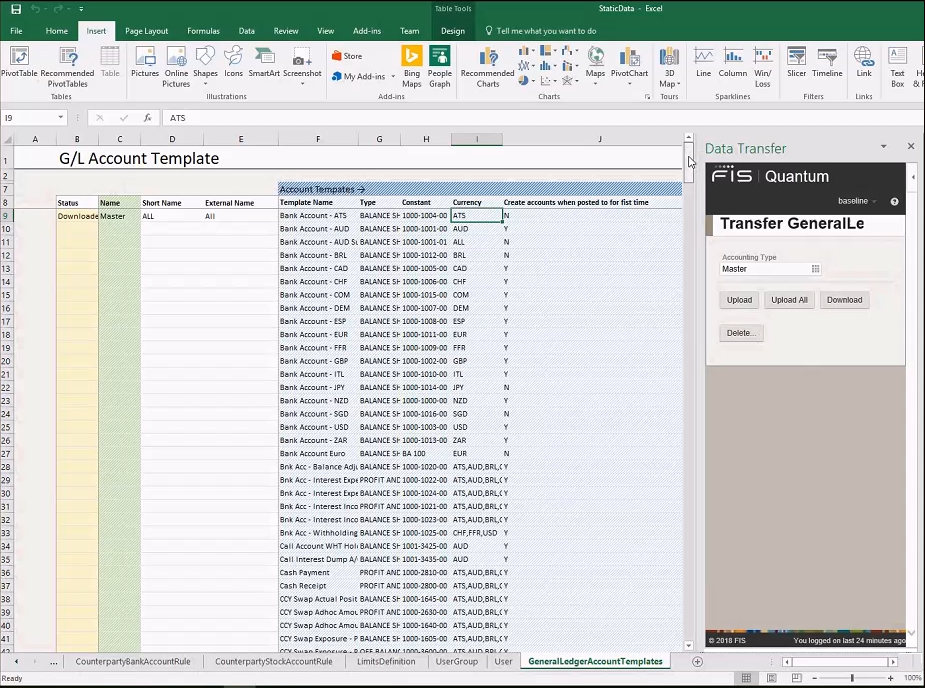 Table Tools
StaticData - Excel
File Home Insert Page Layout Formulas Data Review View Add-ins Team Design Tell me what you want to do
PivotTable Recommended PivotTables Table Pictures Online Pictures Shapes Icons SmartArt Screenshot Store My Add-ins Bing Maps People Graph Recommended Charts Maps PivotChart 3D Map Line Column Win/Loss Slicer Timeline Link Text Box
Tables Illustrations Add-ins Charts Tours Sparklines Filters Links
I9 fx ATS
A B C D E F G H I J
1 G/L Account Template
2
7 Account Tempates →
8 Status Name Short Name External Name Template Name Type Constant Currency Create accounts when posted to for fist time
9 Downloade Master ALL All Bank Account - ATS BALANCE SH 1000-1004-00 ATS N
10 Bank Account - AUD BALANCE SH 1000-1001-00 AUD Y
11 Bank Account - AUD Su BALANCE SH 1000-1001-01 ALL N
12 Bank Account - BRL BALANCE SH 1000-1012-00 BRL N
13 Bank Account - CAD BALANCE SH 1000-1005-00 CAD Y
14 Bank Account - CHF BALANCE SH 1000-1006-00 CHF Y
15 Bank Account - COM BALANCE SH 1000-1015-00 COM Y
16 Bank Account - DEM BALANCE SH 1000-1007-00 DEM Y
17 Bank Account - ESP BALANCE SH 1000-1008-00 ESP Y
18 Bank Account - EUR BALANCE SH 1000-1011-00 EUR Y
19 Bank Account - FFR BALANCE SH 1000-1009-00 FFR Y
20 Bank Account - GBP BALANCE SH 1000-1002-00 GBP Y
21 Bank Account - ITL BALANCE SH 1000-1010-00 ITL Y
22 Bank Account - JPY BALANCE SH 1000-1014-00 JPY N
23 Bank Account - NZD BALANCE SH 1000-1000-00 NZD Y
24 Bank Account - SGD BALANCE SH 1000-1016-00 SGD N
25 Bank Account - USD BALANCE SH 1000-1003-00 USD Y
26 Bank Account - ZAR BALANCE SH 1000-1013-00 ZAR Y
27 Bank Account Euro BALANCE SH BA 100 EUR N
28 Bnk Acc - Balance Adju BALANCE SH 1000-1020-00 ATS,AUD,BRL,C Y
29 Bnk Acc - Interest Expe PROFIT AND 1000-1022-00 ATS,AUD,BRL,C Y
30 Bnk Acc - Interest Expe BALANCE SH 1000-1024-00 ATS,AUD,BRL,C Y
31 Bnk Acc - Interest Inco PROFIT AND 1000-1021-00 ATS,AUD,BRL,C Y
32 Bnk Acc - Interest Inco BALANCE SH 1000-1023-00 ATS,AUD,BRL,C Y
33 Bnk Acc - Withholding BALANCE SH 1000-1025-00 CHF,FFR,USD Y
34 Call Account WHT Hold BALANCE SH 1001-3425-00 AUD Y
35 Call Interest Dump A/ BALANCE SH 1001-3435-00 AUD Y
36 Cash Payment PROFIT AND 1000-2810-00 ATS,AUD,BRL,C Y
37 Cash Receipt PROFIT AND 1000-2800-00 ATS,AUD,BRL,C Y
38 CCY Swap Actual Posit BALANCE SH 1000-1645-00 ATS,AUD,BRL,C Y
39 CCY Swap Adhoc Amou PROFIT AND 1000-2630-00 ATS,AUD,BRL,C Y
40 CCY Swap Adhoc Amou BALANCE SH 1000-1640-00 ATS,AUD,BRL,C Y
41 CCY Swap Exposure - P BALANCE SH 1000-1605-00 ATS,AUD,BRL,C Y
Data Transfer
FIS | Quantum
baseline
Transfer GeneralLe
Accounting Type
Master
Upload Upload All Download
Delete...
© 2018 FIS You logged on last 24 minutes ago
... CounterpartyBankAccountRule CounterpartyStockAccountRule LimitsDefinition UserGroup User GeneralLedgerAccountTemplates
Ready 100%